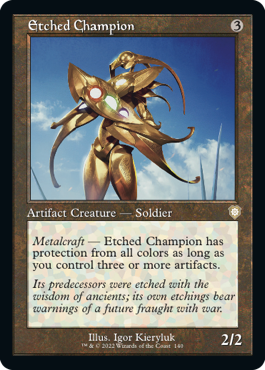 Etched Champion 3
Artifact Creature — Soldier
Metalcraft — Etched Champion has
protection from all colors as long as
you control three or more artifacts.
Its predecessors were etched with the
wisdom of ancients; its own etchings bear
warnings of a future fraught with war.
Illus. Igor Kieryluk
™ & © 2022 Wizards of the Coast 140
2/2